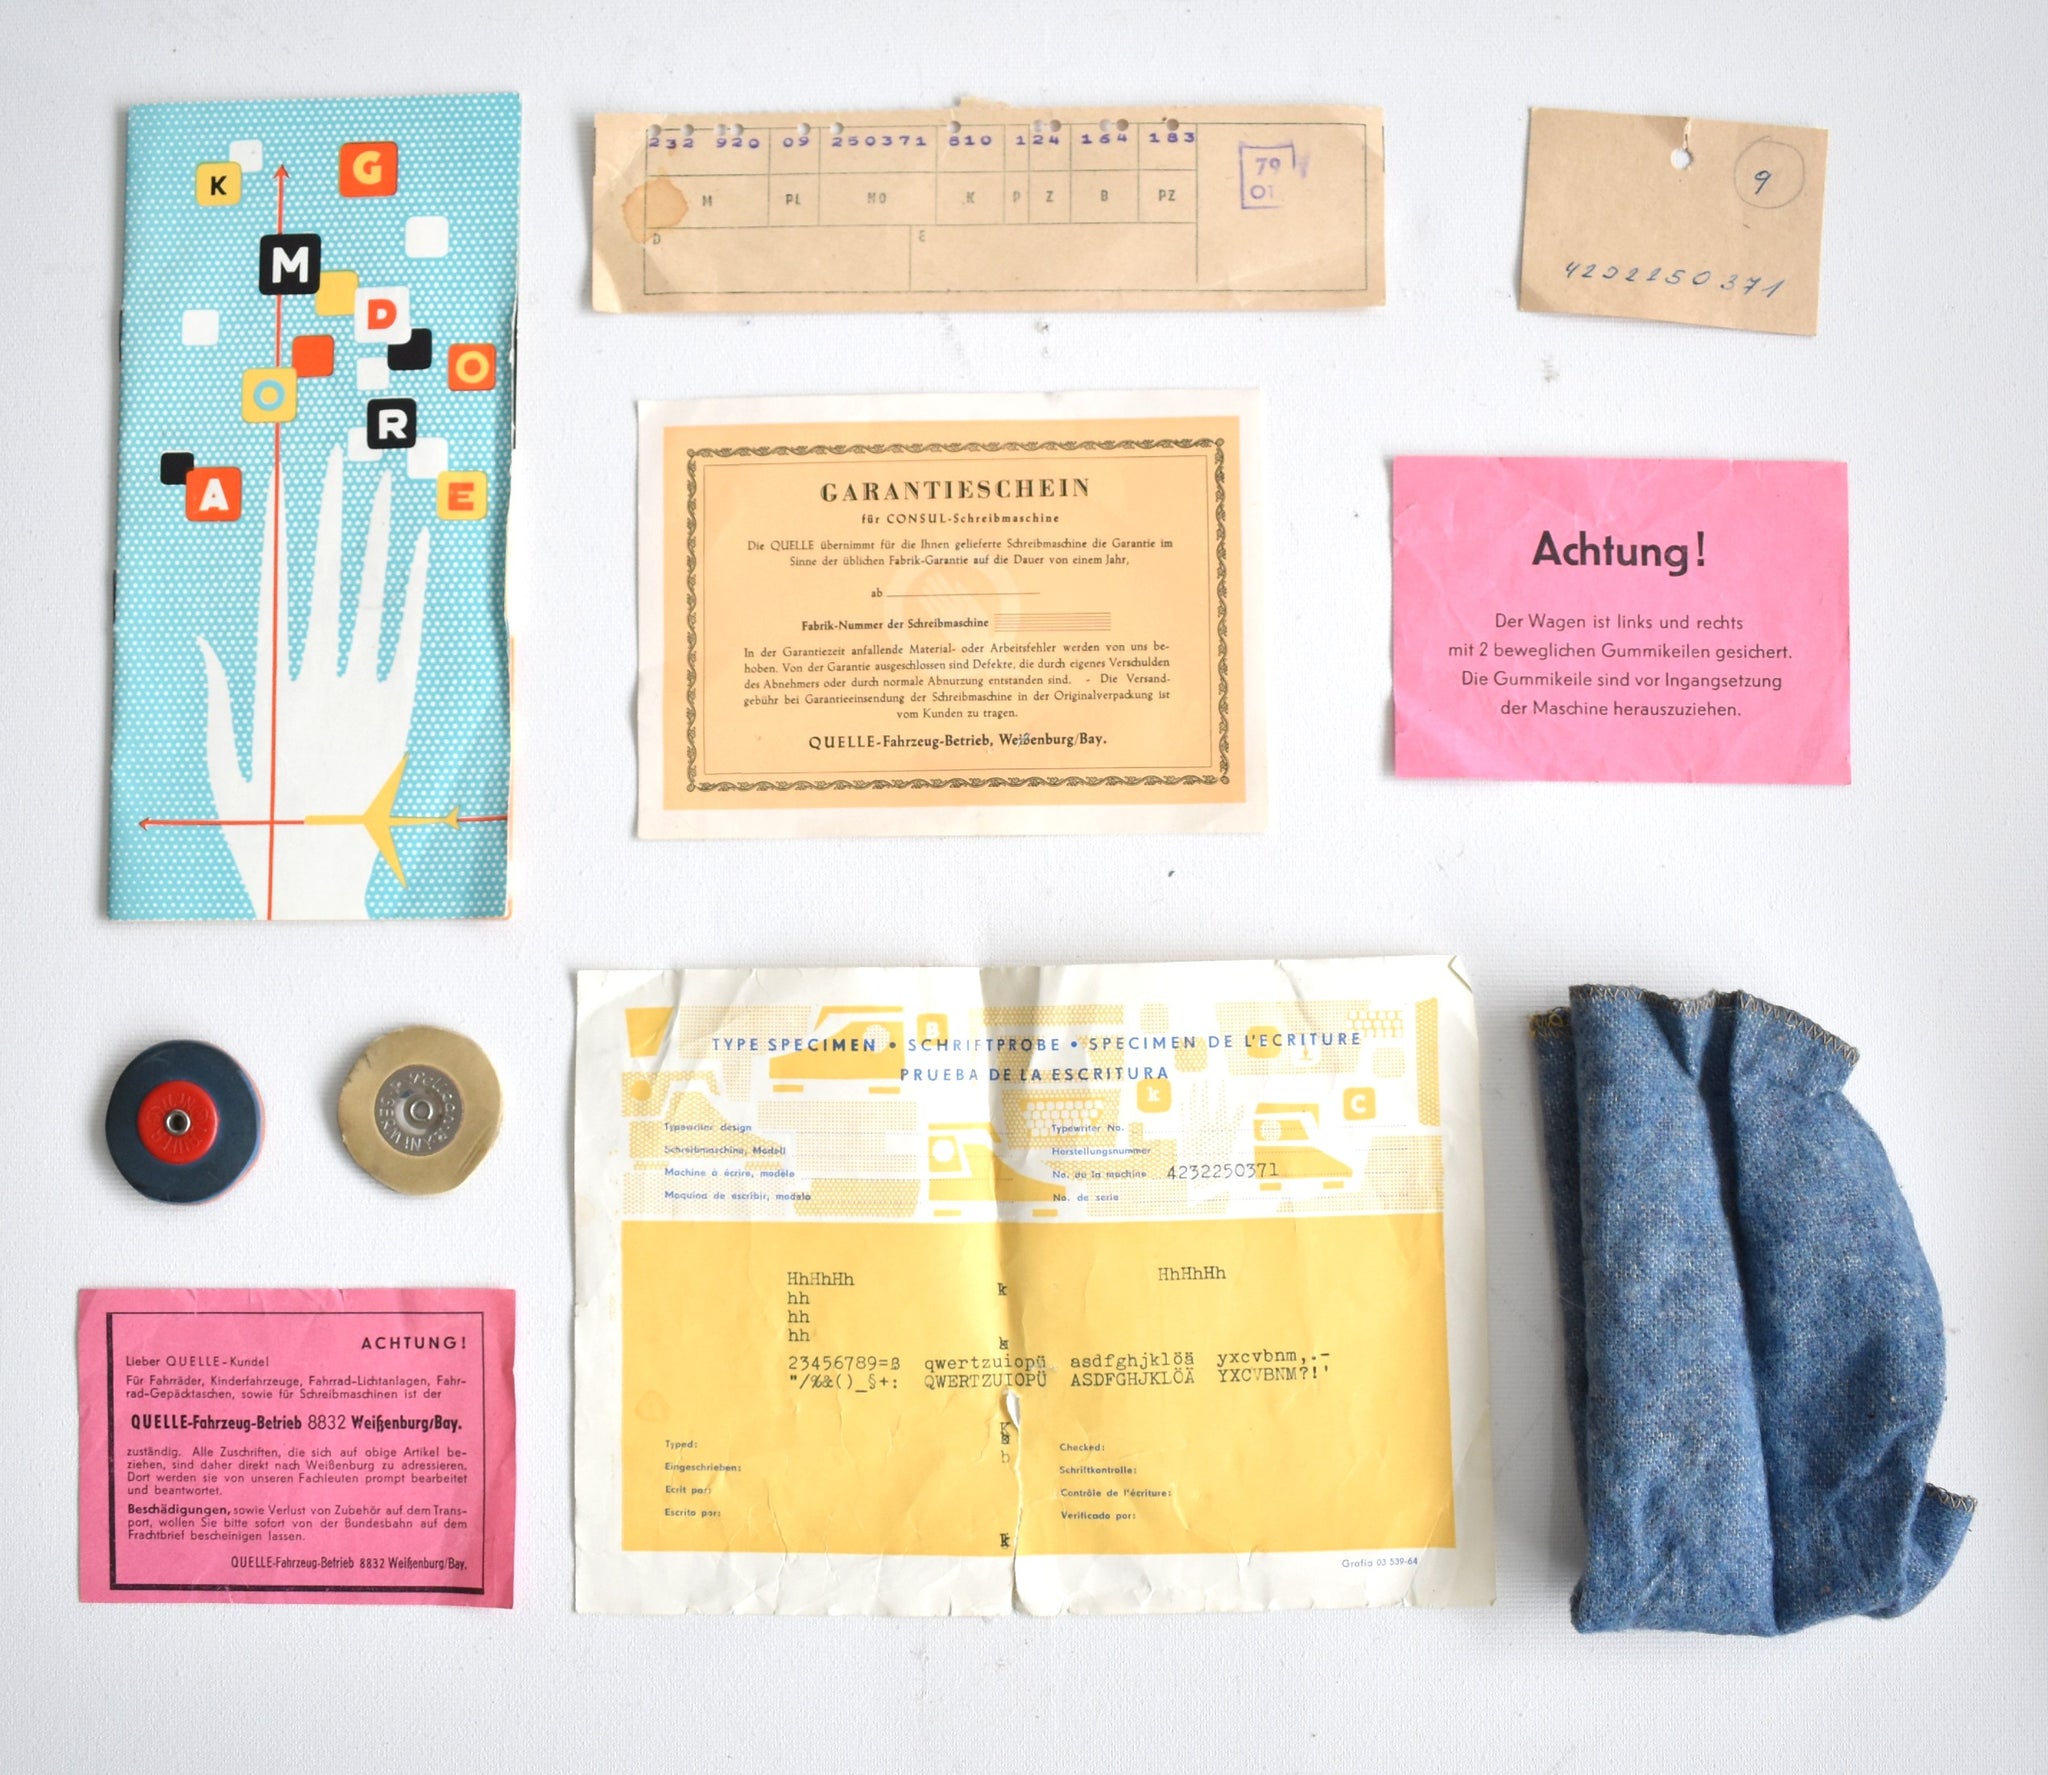 K
G
M
D
O
O
R
A
E
232 920 09 250371 810 1 24 164 183
M PL NO K P Z B PZ
D E
79
01
9
4232250371
GARANTIESCHEIN
für CONSUL-Schreibmaschine
Die QUELLE übernimmt für die Ihnen gelieferte Schreibmaschine die Garantie im
Sinne der üblichen Fabrik-Garantie auf die Dauer von einem Jahr,
ab
Fabrik-Nummer der Schreibmaschine
In der Garantiezeit anfallende Material- oder Arbeitsfehler werden von uns be-
hoben. Von der Garantie ausgeschlossen sind Defekte, die durch eigenes Verschulden
des Abnehmers oder durch normale Abnutzung entstanden sind. - Die Versand-
gebühr bei Garantieeinsendung der Schreibmaschine in der Originalverpackung ist
vom Kunden zu tragen.
QUELLE-Fahrzeug-Betrieb, Weißenburg/Bay.
Achtung!
Der Wagen ist links und rechts
mit 2 beweglichen Gummikeilen gesichert.
Die Gummikeile sind vor Ingangsetzung
der Maschine herauszuziehen.
ACHTUNG!
Lieber QUELLE-Kunde!
Für Fahrräder, Kinderfahrzeuge, Fahrrad-Lichtanlagen, Fahr-
rad-Gepäcktaschen, sowie für Schreibmaschinen ist der
QUELLE-Fahrzeug-Betrieb 8832 Weißenburg/Bay.
zuständig. Alle Zuschriften, die sich auf obige Artikel be-
ziehen, sind daher direkt nach Weißenburg zu adressieren.
Dort werden sie von unseren Fachleuten prompt bearbeitet
und beantwortet.
Beschädigungen, sowie Verlust von Zubehör auf dem Trans-
port, wollen Sie bitte sofort von der Bundesbahn auf dem
Frachtbrief bescheinigen lassen.
QUELLE-Fahrzeug-Betrieb 8832 Weißenburg/Bay.
TYPE SPECIMEN • SCHRIFTPROBE • SPECIMEN DE L'ECRITURE
PRUEBA DE LA ESCRITURA
B
k
C
Typewriter design
Schreibmaschine, Modell
Machine à écrire, modèle
Maquina de escribir, modelo
Typewriter No.
Herstellungsnummer
No. de la machine 4232250371
No. de serie
HhHhHh HhHhHh
k
hh
hh
hh
23456789=ß qwertzuiopü asdfghjklöä yxcvbnm,.-
"/%&()_§+: QWERTZUIOPÜ ASDFGHJKLÖÄ YXCVBNM?!'
b
k
Typed:
Eingeschrieben:
Ecrit par:
Escrito por:
Checked:
Schriftkontrolle:
Contrôle de l'écriture:
Verificado por:
Grafia 03 539-64